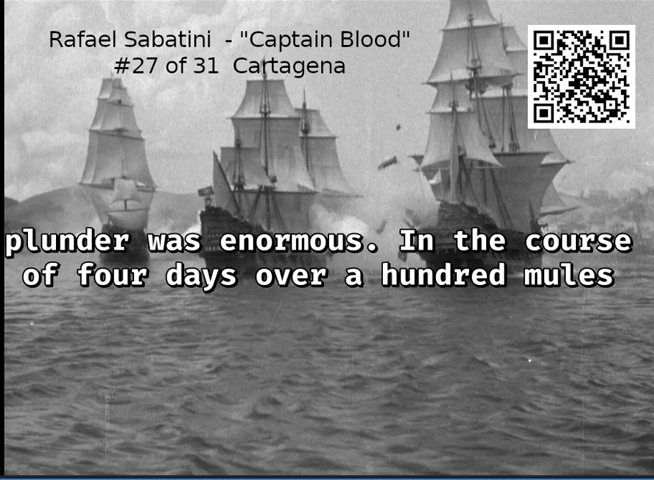 Rafael Sabatini - "Captain Blood"
#27 of 31 Cartagena
plunder was enormous. In the course
of four days over a hundred mules